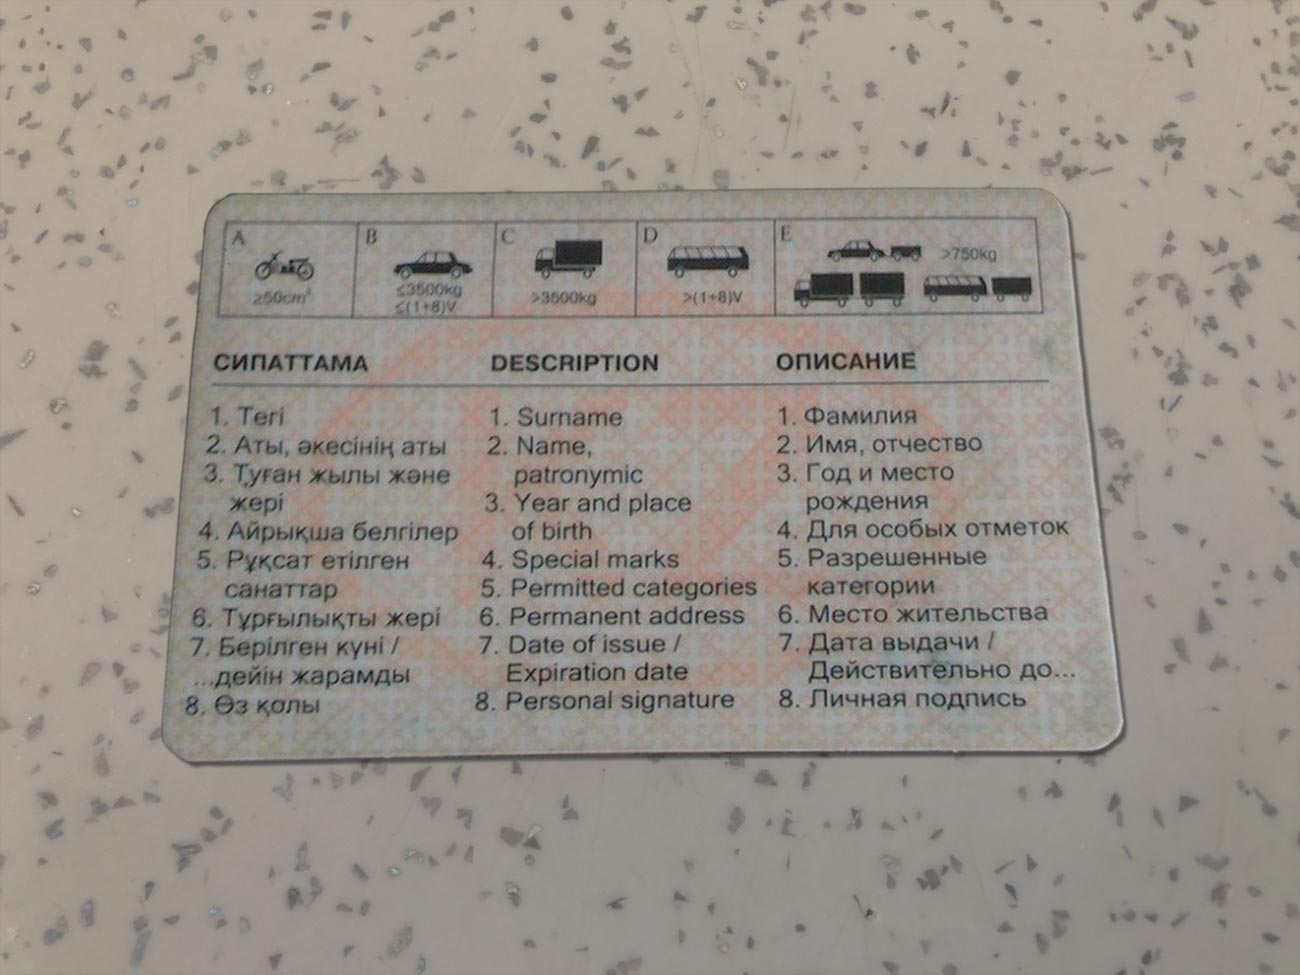 A B C D E
>750kg
≥50cm³ ≤3500kg >3500kg >(1+8)V
≤(1+8)V
СИПАТТАМА DESCRIPTION ОПИСАНИЕ
1. Тегі
2. Аты, әкесінің аты
3. Туған жылы және
жері
4. Айрықша белгілер
5. Рұқсат етілген
санаттар
6. Тұрғылықты жері
7. Берілген күні /
...дейін жарамды
8. Өз қолы
1. Surname
2. Name,
patronymic
3. Year and place
of birth
4. Special marks
5. Permitted categories
6. Permanent address
7. Date of issue /
Expiration date
8. Personal signature
1. Фамилия
2. Имя, отчество
3. Год и место
рождения
4. Для особых отметок
5. Разрешенные
категории
6. Место жительства
7. Дата выдачи /
Действительно до...
8. Личная подпись